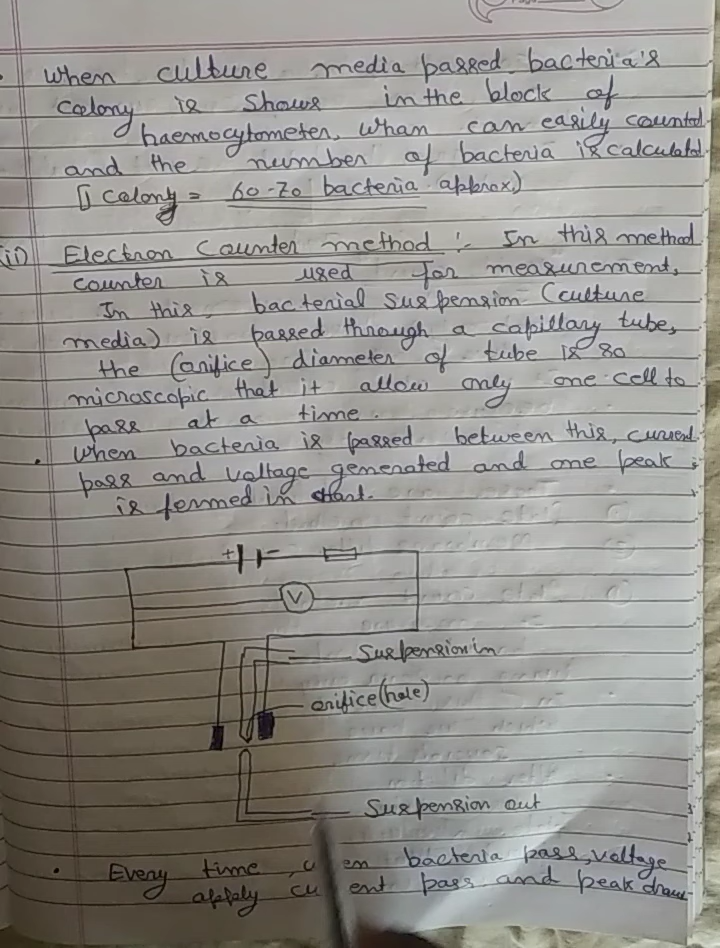 When culture media passed bacteria's
colony is shows in the block of
haemocytometer, whan can easily counted
and the number of bacteria is calculated
[1 colony = 60-70 bacteria approx.)
(ii) Electron Counter method :- In this method
counter is used for measurement,
In this, bacterial suspension (culture
media) is passed through a capillary tube,
the (orifice) diameter of tube is so
microscopic that it allow only one cell to
pass at a time.
• When bacteria is passed between this, current
pass and voltage generated and one peak
is formed in chart.
+ -
V
Suspension in
orifice (hole)
Suspension out
• Every time, bacteria pass, voltage
apply pass and peak draw